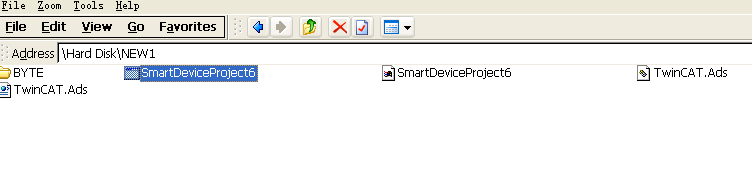 File Zoom Tools Help
File Edit View Go Favorites
Address \Hard Disk\NEW1
BYTE SmartDeviceProject6 SmartDeviceProject6 TwinCAT.Ads
TwinCAT.Ads